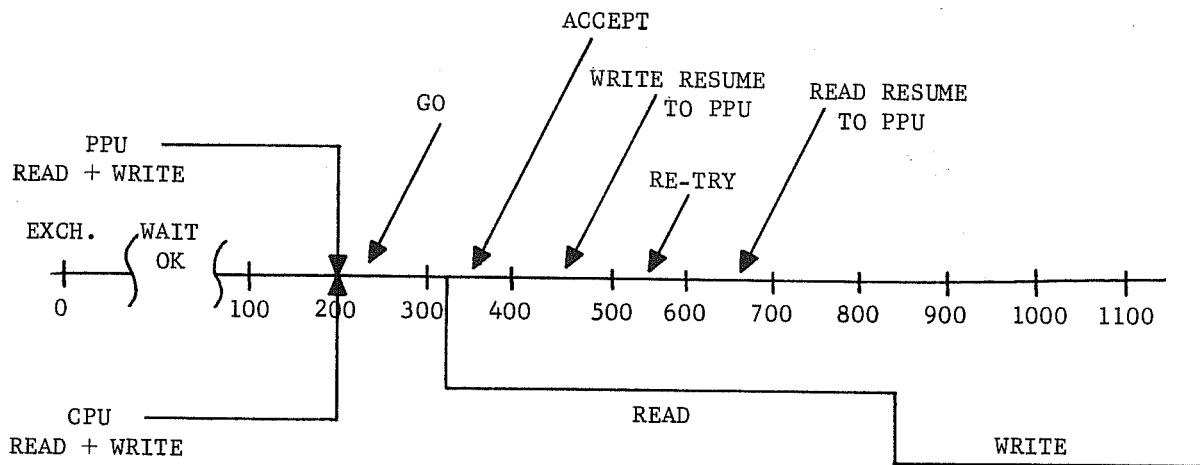 ACCEPT
WRITE RESUME
TO PPU
READ RESUME
TO PPU
GO
PPU
READ + WRITE
RE-TRY
EXCH.
WAIT
OK
0
100
200
300
400
500
600
700
800
900
1000
1100
CPU
READ + WRITE
READ
WRITE